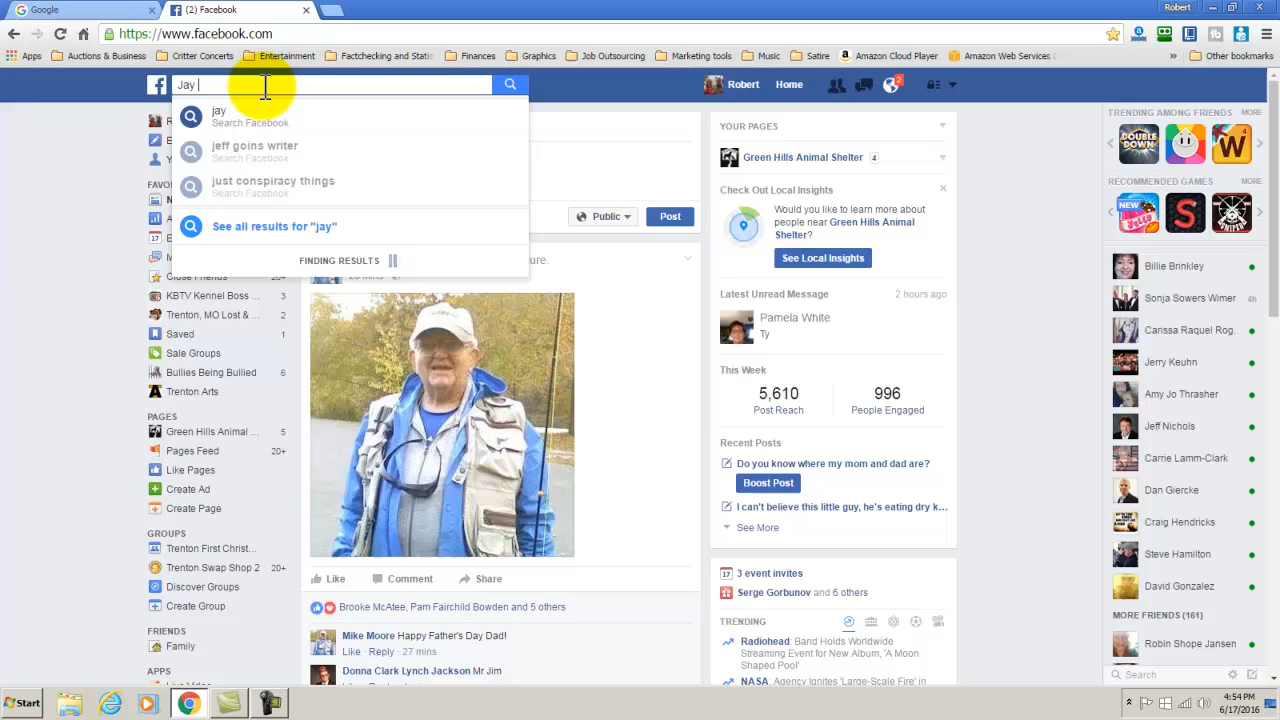 Google
(2) Facebook
Robert
https://www.facebook.com
Apps
Auctions & Business
Critter Concerts
Entertainment
Factchecking and Statis
Finances
Graphics
Job Outsourcing
Marketing tools
Music
Satire
Amazon Cloud Player
Amazon Web Services
»
Other bookmarks
Jay
Robert
Home
2
jay
Search Facebook
jeff goins writer
Search Facebook
just conspiracy things
Search Facebook
See all results for "jay"
FINDING RESULTS
FAVO
Close Friends 20+
KBTV Kennel Boss ... 3
Trenton, MO Lost & ... 2
Saved 1
Sale Groups
Bullies Being Bullied 6
Trenton Arts
PAGES
Green Hills Animal ... 5
Pages Feed 20+
Like Pages
Create Ad
Create Page
GROUPS
Trenton First Christ...
Trenton Swap Shop 2 20+
Discover Groups
Create Group
FRIENDS
Family
APPS
Public
Post
ure.
Like Comment Share
Brooke McAtee, Pam Fairchild Bowden and 5 others
Mike Moore Happy Father's Day Dad!
Like · Reply · 27 mins
Donna Clark Lynch Jackson Mr Jim
YOUR PAGES
Green Hills Animal Shelter 4
Check Out Local Insights
Would you like to learn more about
people near Green Hills Animal
Shelter?
See Local Insights
Latest Unread Message 2 hours ago
Pamela White
Ty
This Week
5,610 996
Post Reach People Engaged
Recent Posts
Do you know where my mom and dad are?
Boost Post
I can't believe this little guy, he's eating dry k...
See More
17 3 event invites
Serge Gorbunov and 6 others
TRENDING
Radiohead: Band Holds Worldwide
Streaming Event for New Album, 'A Moon
Shaped Pool'
NASA: Agency Ignites 'Large-Scale Fire' in
TRENDING AMONG FRIENDS MORE
DOUBLE
DOWN
W
RECOMMENDED GAMES MORE
NEW
Jelly
S
Billie Brinkley
Sonja Sowers Wimer 4h
Carissa Raquel Rog..
Jerry Keuhn
Amy Jo Thrasher
Jeff Nichols
Carrie Lamm-Clark
Dan Giercke
Craig Hendricks
Steve Hamilton
David Gonzalez
MORE FRIENDS (161)
Robin Shope Jansen
Search
Start
4:54 PM
6/17/2016